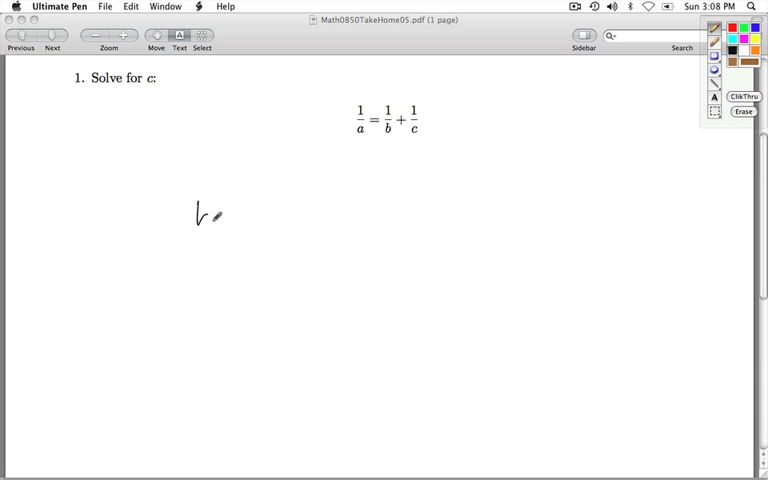 Ultimate Pen File Edit Window Help Sun 3:08 PM
Math0850TakeHome05.pdf (1 page)
Previous Next Zoom Move Text Select Sidebar Search
A ClikThru
Erase
1. Solve for c:
1/a = 1/b + 1/c